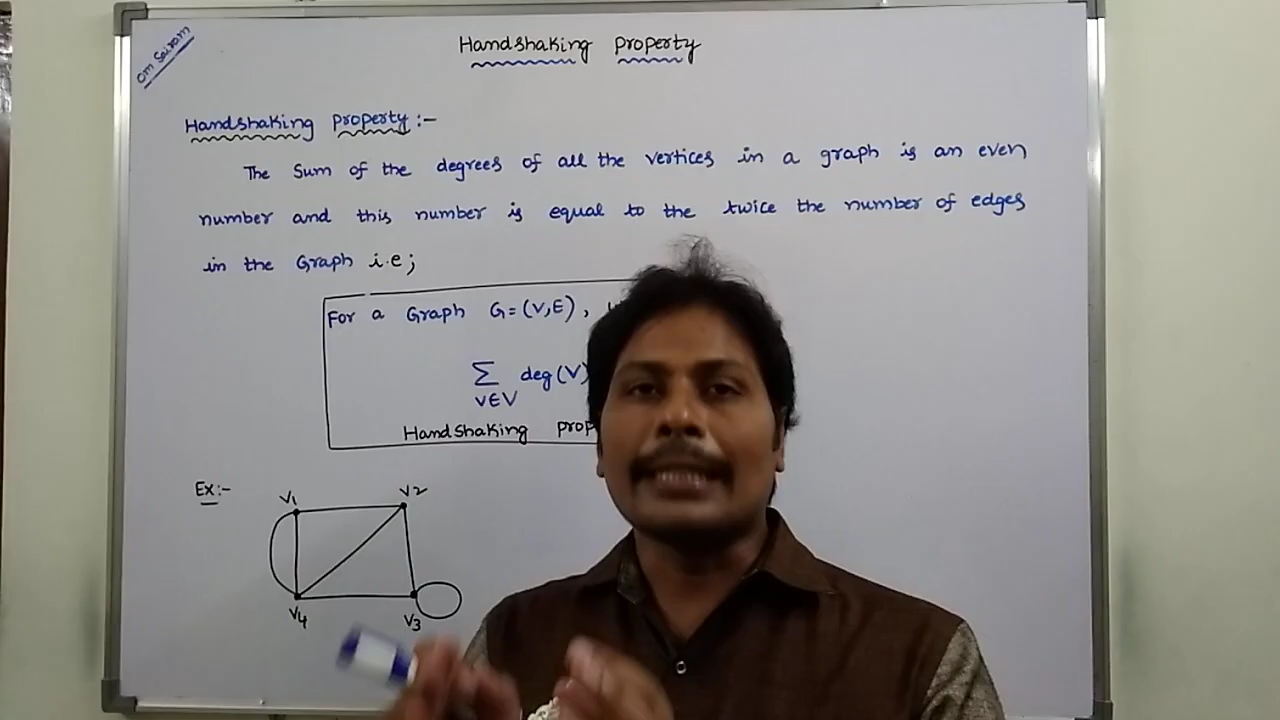 Om Sairam
Handshaking property
Handshaking property :-
The Sum of the degrees of all the vertices in a graph is an even
number and this number is equal to the twice the number of edges
in the Graph i.e;
For a Graph G=(V,E),
∑ deg(V)
V∈V
Handshaking
Ex:-
V1 V2
V4 V3